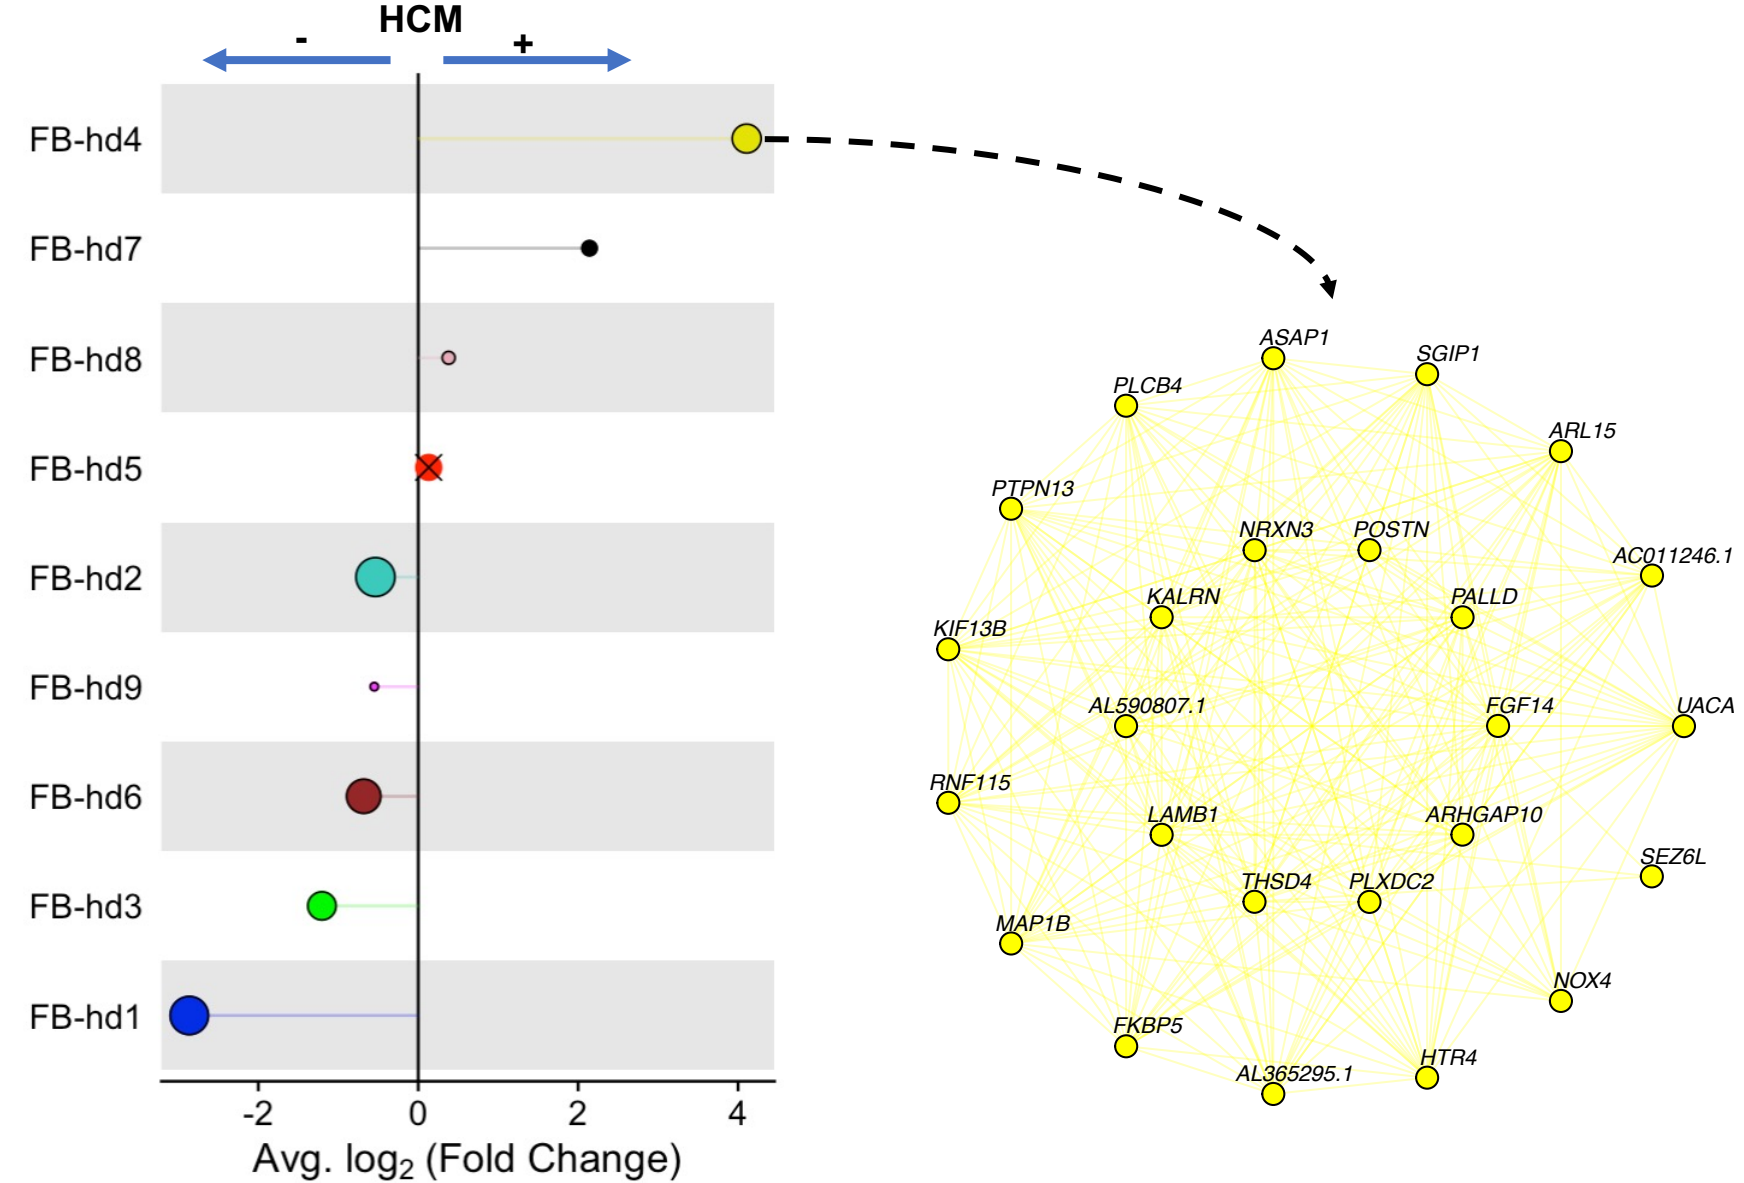 HCM
- +
FB-hd4
FB-hd7
FB-hd8
FB-hd5
FB-hd2
FB-hd9
FB-hd6
FB-hd3
FB-hd1
-2 0 2 4
Avg. log2 (Fold Change)
ASAP1
SGIP1
PLCB4
ARL15
PTPN13
NRXN3
POSTN
AC011246.1
KALRN
PALLD
KIF13B
AL590807.1
FGF14
UACA
RNF115
LAMB1
ARHGAP10
SEZ6L
THSD4
PLXDC2
MAP1B
NOX4
FKBP5
HTR4
AL365295.1